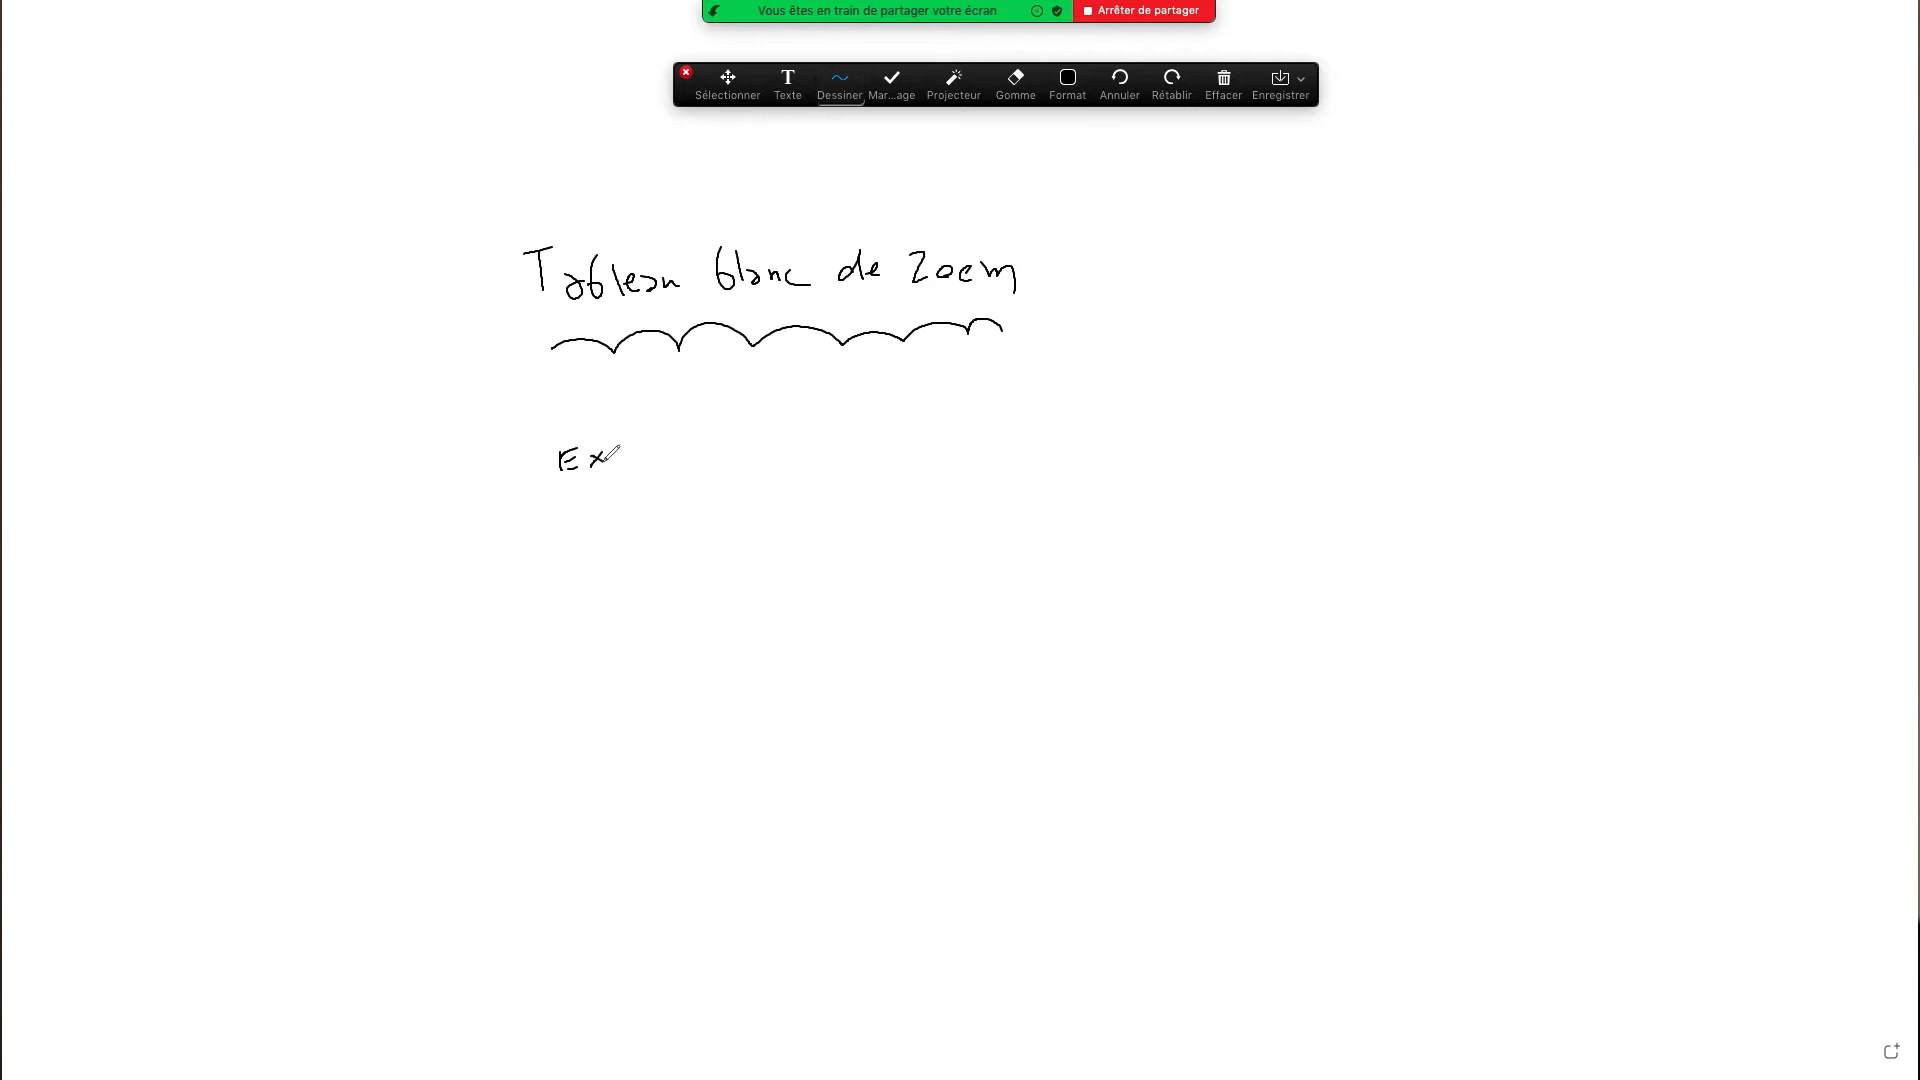 Vous êtes en train de partager votre écran Arrêter de partager
Sélectionner Texte Dessiner Mar...age Projecteur Gomme Format Annuler Rétablir Effacer Enregistrer
Tableau blanc de Zoom
Ex